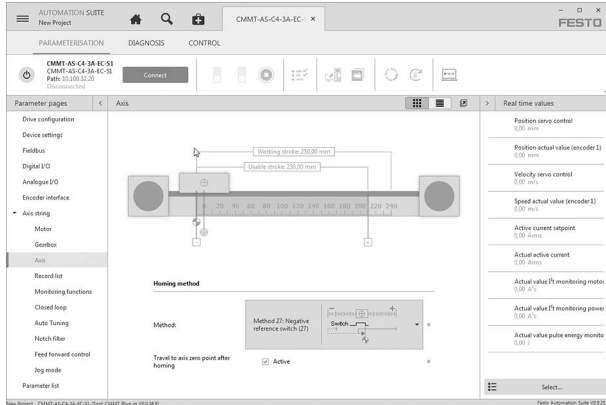 AUTOMATION SUITE
New Project
CMMT-AS-C4-3A-EC-S ×
FESTO
PARAMETERISATION
DIAGNOSIS
CONTROL
CMMT-AS-C4-3A-EC-S1
CMMT-AS-C4-3A-EC-S1
Path: 10.100.32.20
Disconnected
Connect
Parameter pages
Axis
Real time values
Drive configuration
Device settings
Fieldbus
Digital I/O
Analogue I/O
Encoder interface
Axis string
Motor
Gearbox
Axis
Record list
Monitoring functions
Closed loop
Auto Tuning
Notch filter
Feed forward control
Jog mode
Parameter list
Working stroke: 250,00 mm
Usable stroke: 230,00 mm
0 20 40 60 80 100 120 140 160 180 200 220 240
Homing method
Method:
Method 27: Negative
reference switch (27)
Switch
Travel to axis zero point after
homing
Active
Position servo control
0,00 mm
Position actual value (encoder 1)
0,00 mm
Velocity servo control
0,00 m/s
Speed actual value (encoder 1)
0,00 m/s
Active current setpoint
0,00 Arms
Actual active current
0,00 Arms
Actual value I²t monitoring motor
0,00 A²s
Actual value I²t monitoring power
0,00 A²s
Actual value pulse energy monito
0,00 J
Select...